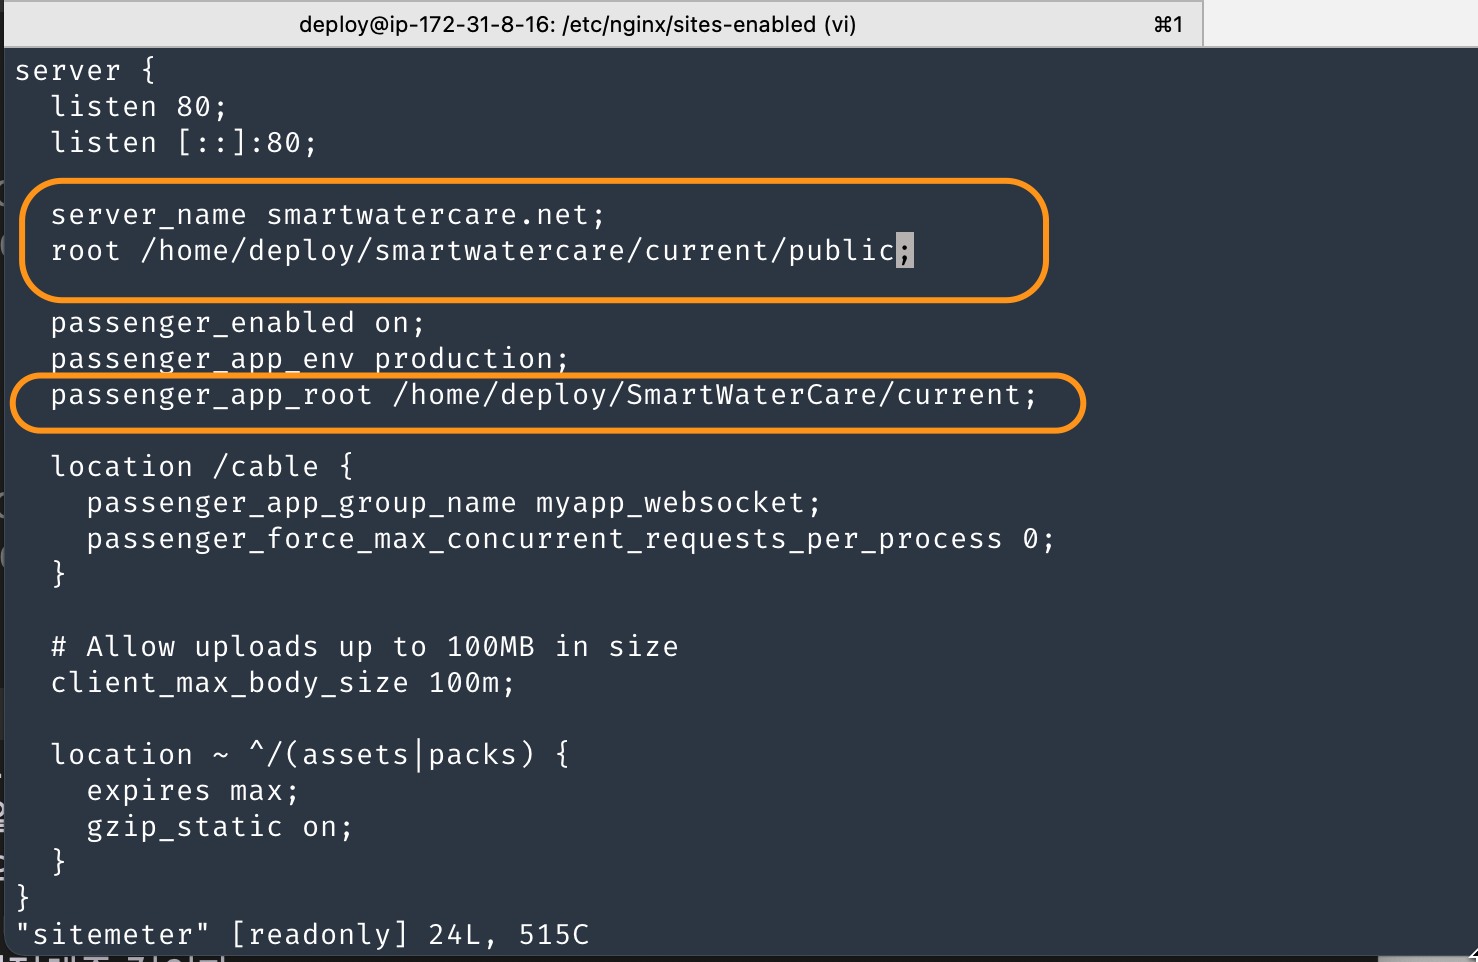 deploy@ip-172-31-8-16: /etc/nginx/sites-enabled (vi) ⌘1
server {
  listen 80;
  listen [::]:80;

  server_name smartwatercare.net;
  root /home/deploy/smartwatercare/current/public;

  passenger_enabled on;
  passenger_app_env production;
  passenger_app_root /home/deploy/SmartWaterCare/current;

  location /cable {
    passenger_app_group_name myapp_websocket;
    passenger_force_max_concurrent_requests_per_process 0;
  }

  # Allow uploads up to 100MB in size
  client_max_body_size 100m;

  location ~ ^/(assets|packs) {
    expires max;
    gzip_static on;
  }
}
"sitemeter" [readonly] 24L, 515C